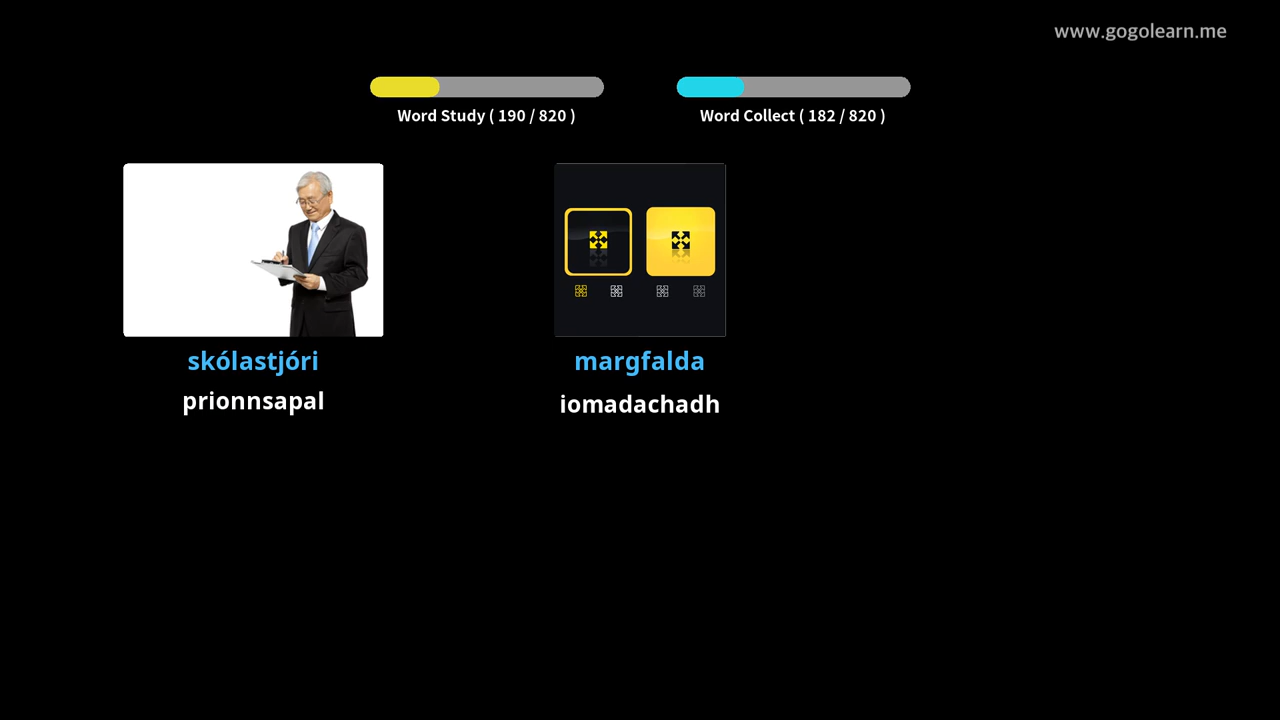 www.gogolearn.me
Word Study ( 190 / 820 )
Word Collect ( 182 / 820 )
skólastjóri
prionnsapal
margfalda
iomadachadh